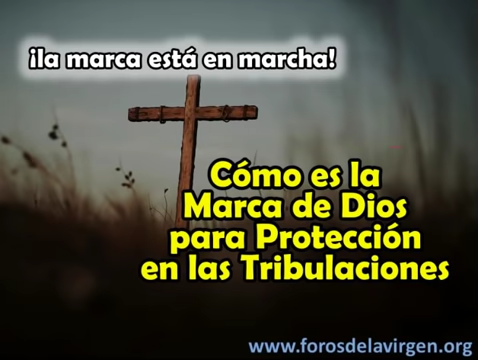 ¡la marca está en marcha!
Cómo es la
Marca de Dios
para Protección
en las Tribulaciones
www.forosdelavirgen.org